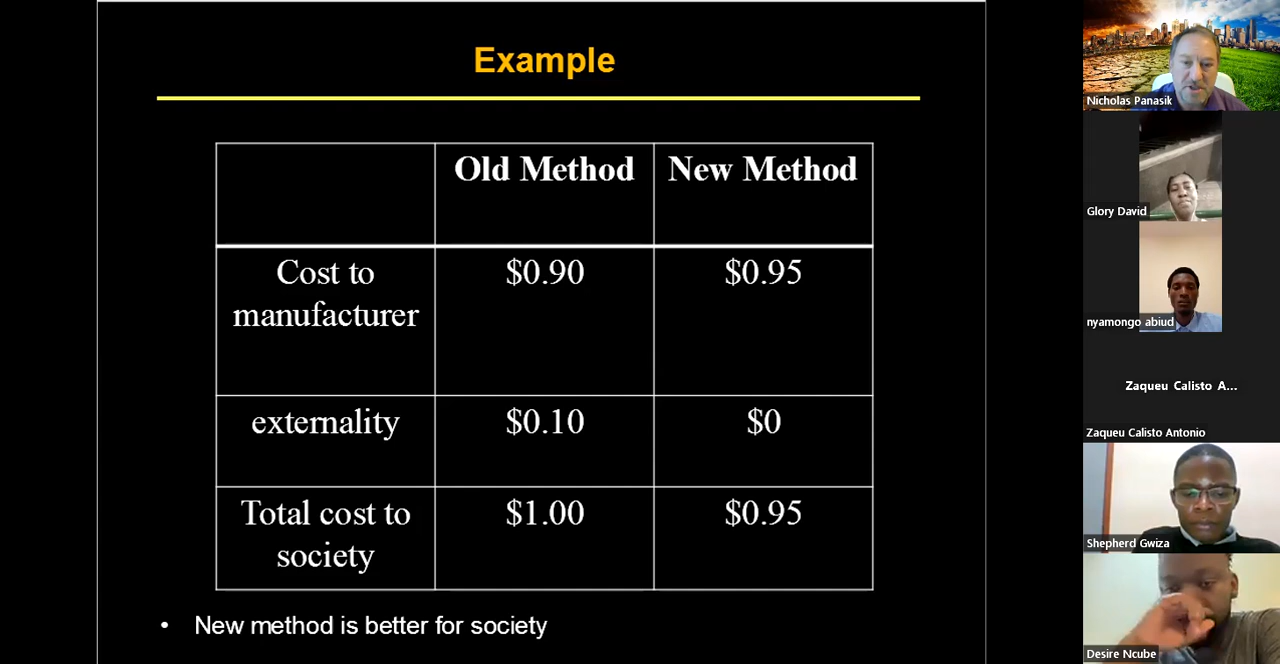 Example
Old Method New Method
Cost to $0.90 $0.95
manufacturer
externality $0.10 $0
Total cost to $1.00 $0.95
society
• New method is better for society
Nicholas Panasik
Glory David
nyamongo abiud
Zaqueu Calisto A...
Zaqueu Calisto Antonio
Shepherd Gwiza
Desire Ncube